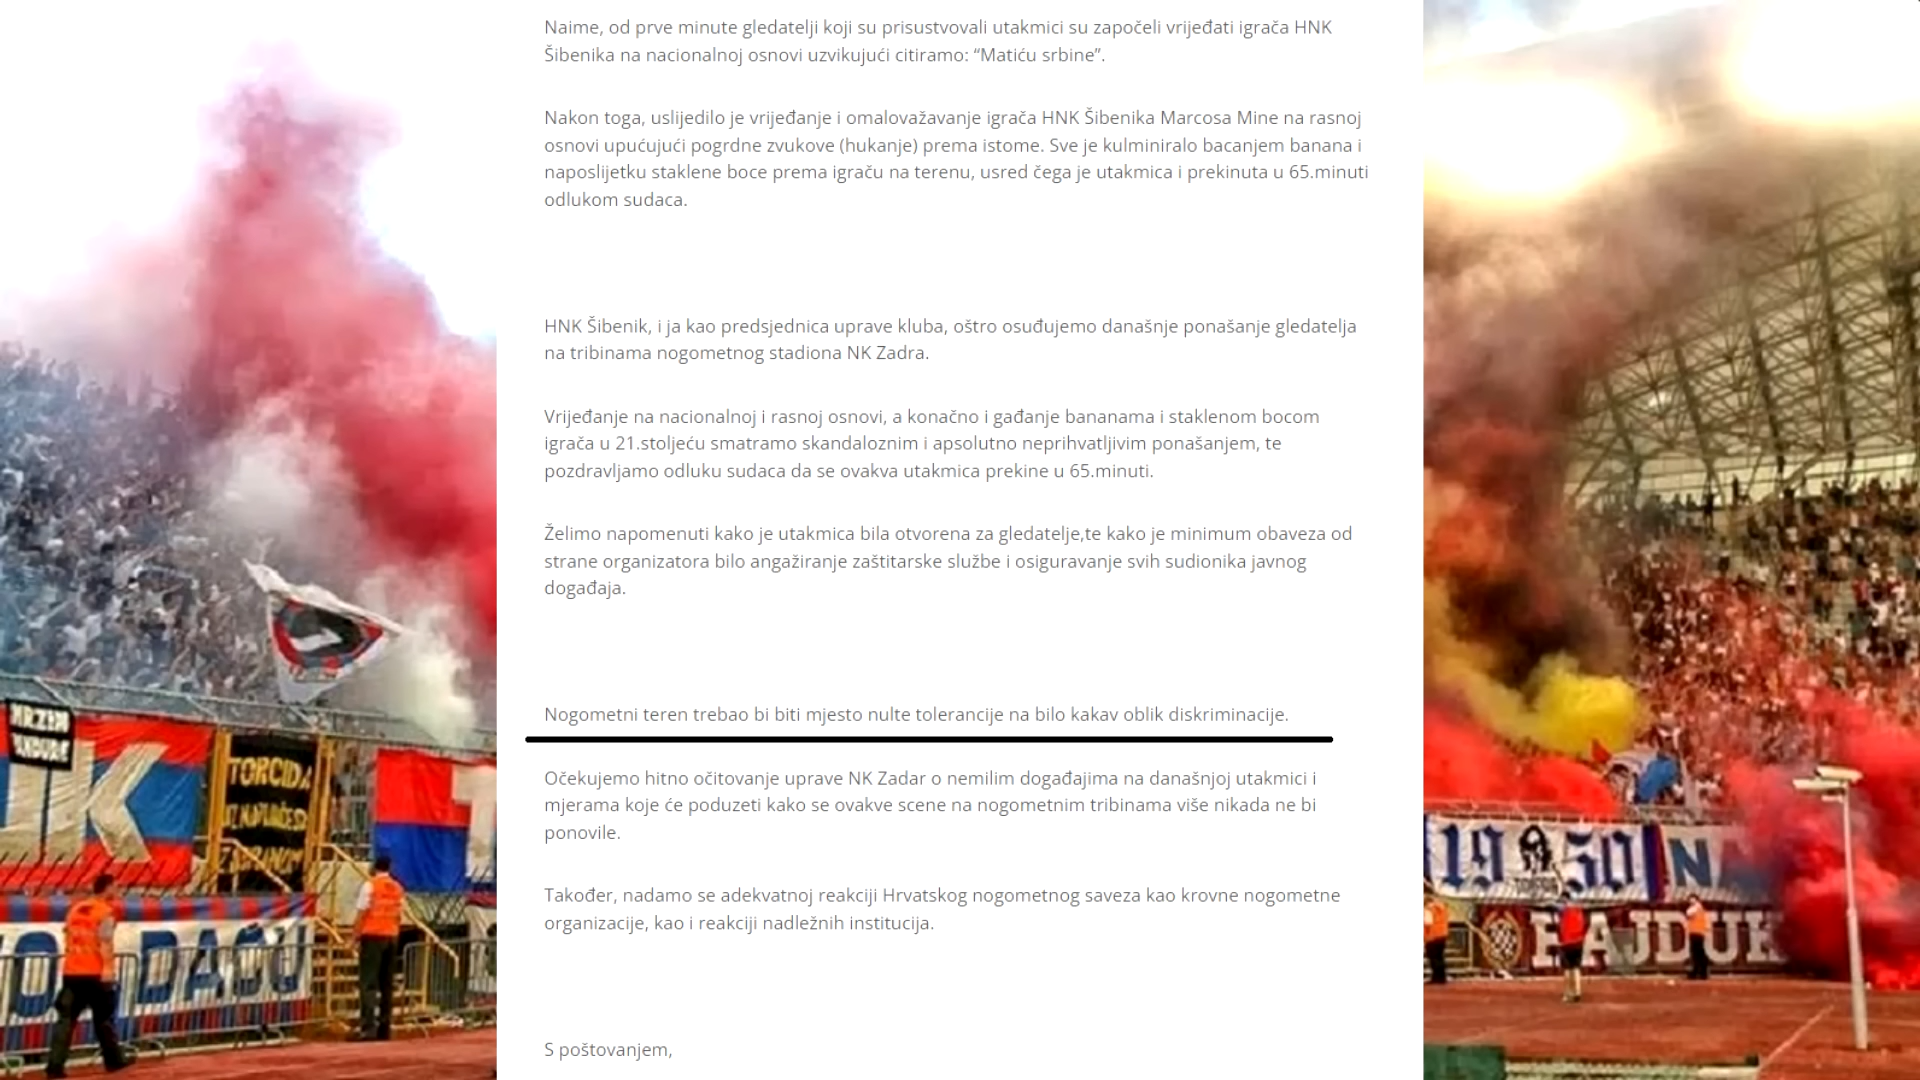 Naime, od prve minute gledatelji koji su prisustvovali utakmici su započeli vrijeđati igrača HNK
Šibenika na nacionalnoj osnovi uzvikujući citiramo: “Matiću srbine”.
Nakon toga, uslijedilo je vrijeđanje i omalovažavanje igrača HNK Šibenika Marcosa Mine na rasnoj
osnovi upućujući pogrdne zvukove (hukanje) prema istome. Sve je kulminiralo bacanjem banana i
naposlijetku staklene boce prema igraču na terenu, usred čega je utakmica i prekinuta u 65.minuti
odlukom sudaca.
HNK Šibenik, i ja kao predsjednica uprave kluba, oštro osuđujemo današnje ponašanje gledatelja
na tribinama nogometnog stadiona NK Zadra.
Vrijeđanje na nacionalnoj i rasnoj osnovi, a konačno i gađanje bananama i staklenom bocom
igrača u 21.stoljeću smatramo skandaloznim i apsolutno neprihvatljivim ponašanjem, te
pozdravljamo odluku sudaca da se ovakva utakmica prekine u 65.minuti.
Želimo napomenuti kako je utakmica bila otvorena za gledatelje,te kako je minimum obaveza od
strane organizatora bilo angažiranje zaštitarske službe i osiguravanje svih sudionika javnog
događaja.
Nogometni teren trebao bi biti mjesto nulte tolerancije na bilo kakav oblik diskriminacije.
Očekujemo hitno očitovanje uprave NK Zadar o nemilim događajima na današnjoj utakmici i
mjerama koje će poduzeti kako se ovakve scene na nogometnim tribinama više nikada ne bi
ponovile.
Također, nadamo se adekvatnoj reakciji Hrvatskog nogometnog saveza kao krovne nogometne
organizacije, kao i reakciji nadležnih institucija.
S poštovanjem,
MRZIM
TORCIDA
1950
HAJDUK